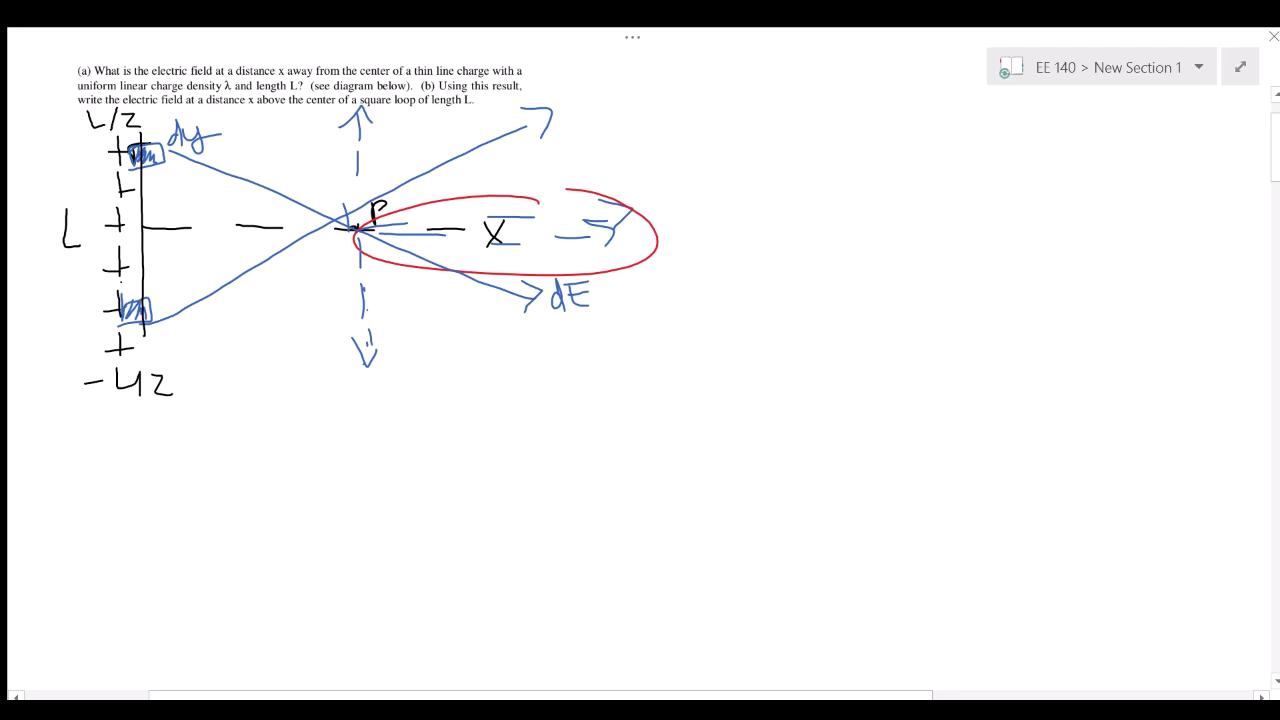 EE 140 > New Section 1
(a) What is the electric field at a distance x away from the center of a thin line charge with a
uniform linear charge density λ and length L? (see diagram below). (b) Using this result,
write the electric field at a distance x above the center of a square loop of length L.
L/2
dy
P
L
X
dE
-L/2